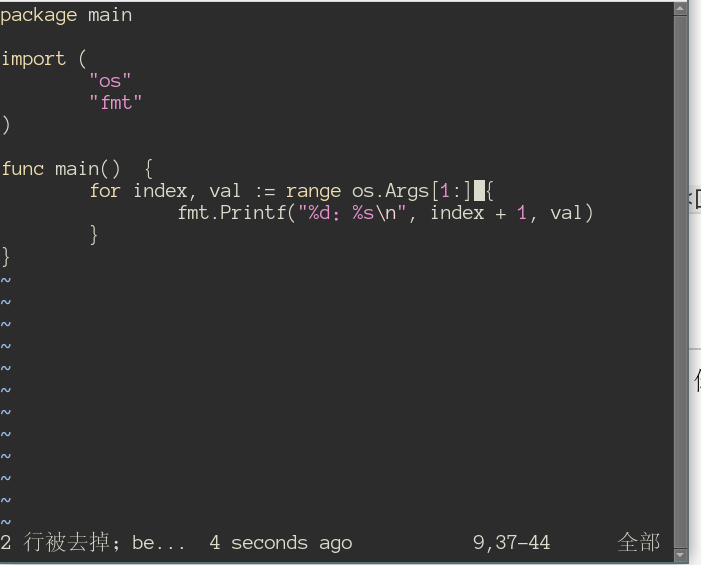 package main
import (
"os"
"fmt"
)
func main()  {
for index, val := range os.Args[1:] {
fmt.Printf("%d: %s\n", index + 1, val)
}
}
~
~
~
~
~
~
~
~
~
~
~
~
2 行被去掉; be...  4 seconds ago 9,37-44 全部